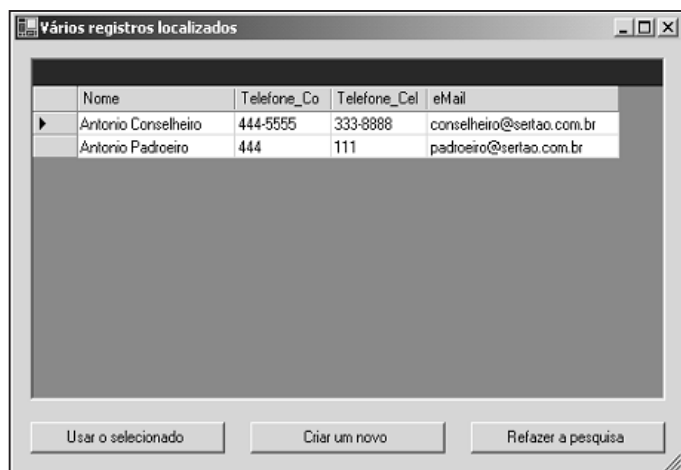 Vários registros localizados
Nome Telefone_Co Telefone_Cel eMail
Antonio Conselheiro 444-5555 333-8888 conselheiro@sertao.com.br
Antonio Padroeiro 444 111 padroeiro@sertao.com.br
Usar o selecionado Criar um novo Refazer a pesquisa